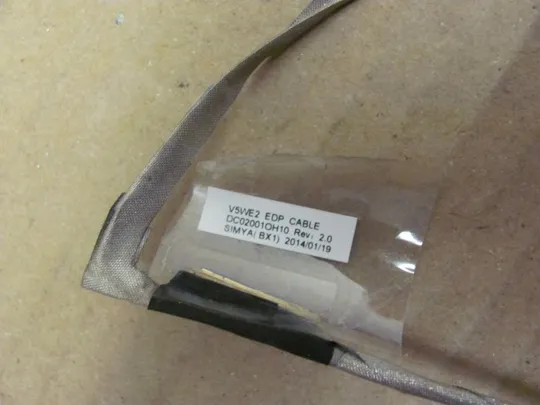 V5WE2 EDP CABLE
DC02001OH10 Rev: 2.0
SIMYA(BX1) 2014/01/19